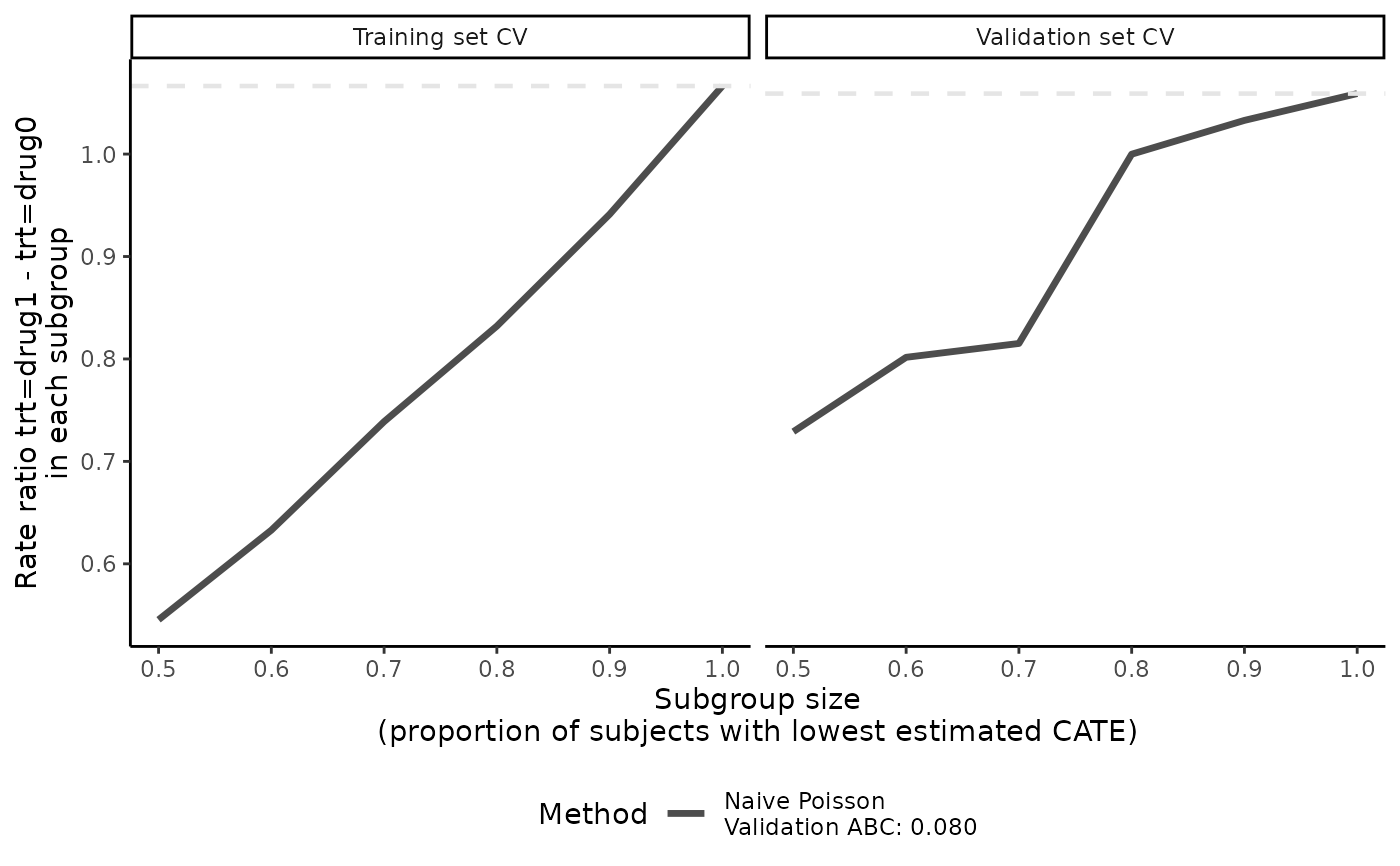 Training set CV
Validation set CV
Rate ratio trt=drug1 - trt=drug0
in each subgroup
1.0
0.9
0.8
0.7
0.6
0.5 0.6 0.7 0.8 0.9 1.0
0.5 0.6 0.7 0.8 0.9 1.0
Subgroup size
(proportion of subjects with lowest estimated CATE)
Method
Naive Poisson
Validation ABC: 0.080